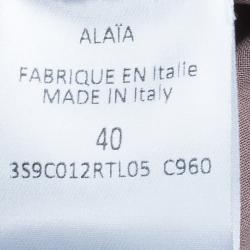 ALAÏA
FABRIQUE EN Italie
MADE IN Italy
40
3S9C012RTL05 C960